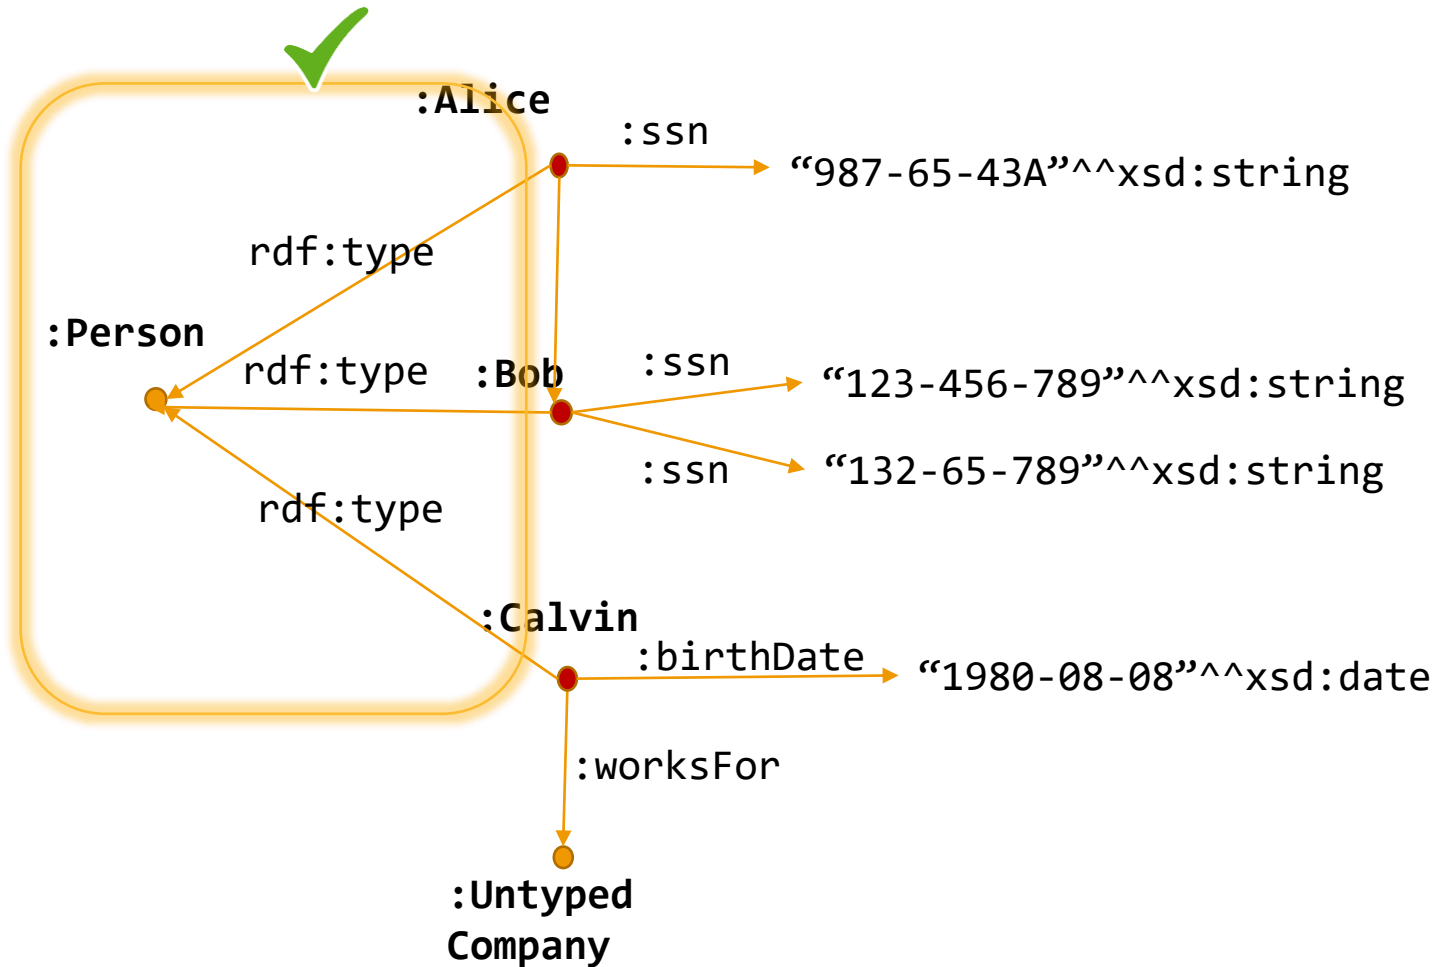 :Alice
:ssn
“987-65-43A”^^xsd:string
rdf:type
:Person
rdf:type
:Bob
:ssn
“123-456-789”^^xsd:string
:ssn
“132-65-789”^^xsd:string
rdf:type
:Calvin
:birthDate
“1980-08-08”^^xsd:date
:worksFor
:Untyped
Company